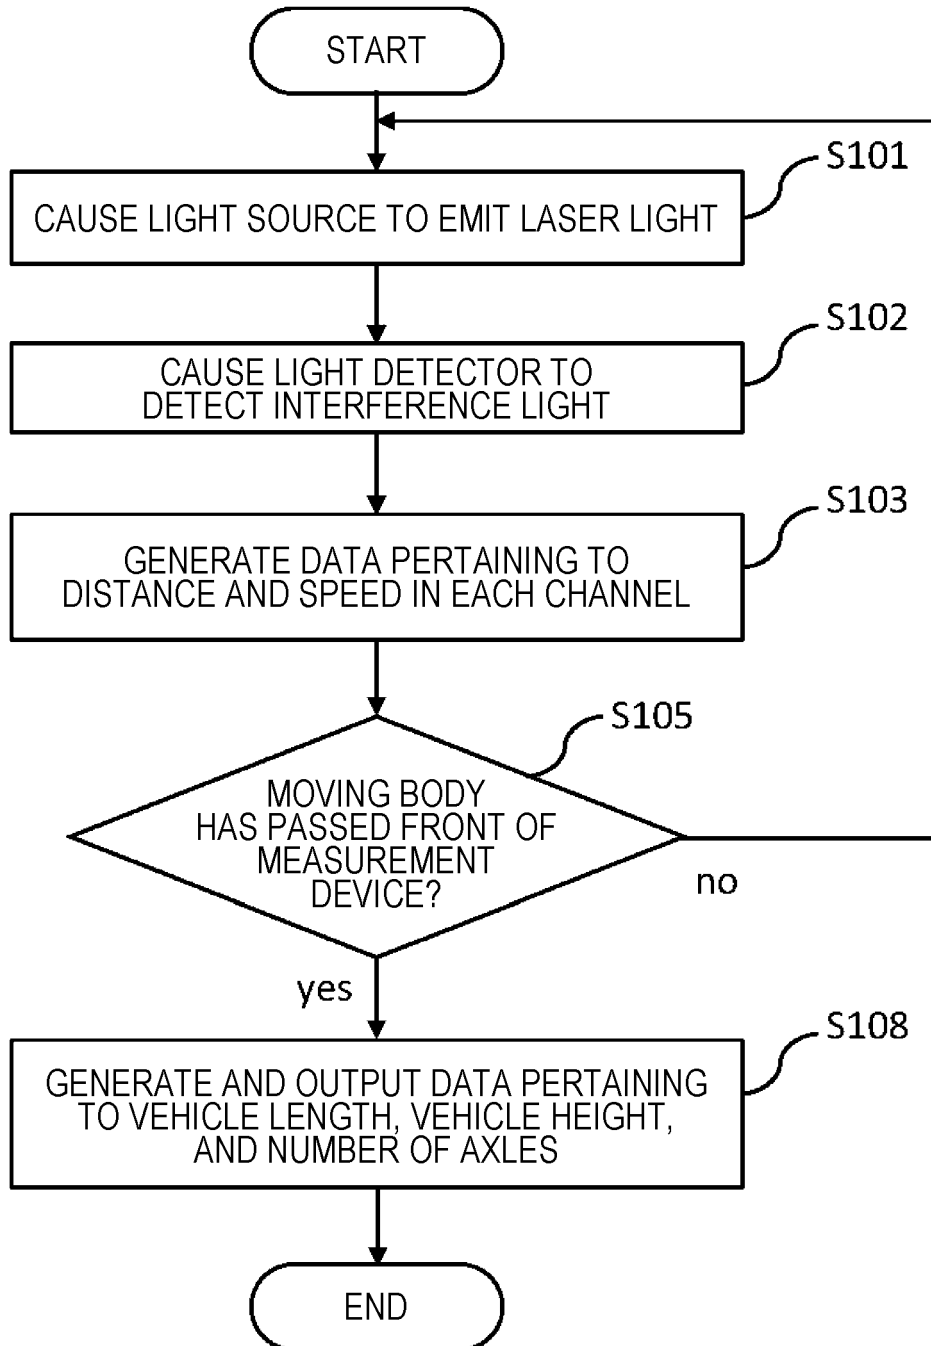 START
S101
CAUSE LIGHT SOURCE TO EMIT LASER LIGHT
S102
CAUSE LIGHT DETECTOR TO
DETECT INTERFERENCE LIGHT
S103
GENERATE DATA PERTAINING TO
DISTANCE AND SPEED IN EACH CHANNEL
S105
MOVING BODY
HAS PASSED FRONT OF
MEASUREMENT
DEVICE?
no
yes
S108
GENERATE AND OUTPUT DATA PERTAINING
TO VEHICLE LENGTH, VEHICLE HEIGHT,
AND NUMBER OF AXLES
END